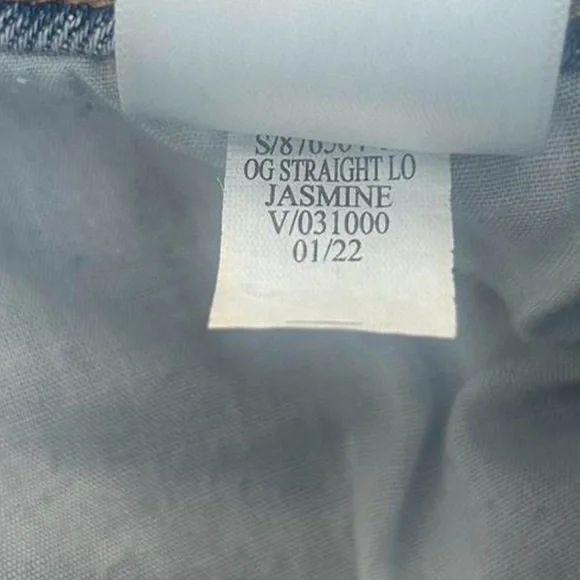 OG STRAIGHT LO
JASMINE
V/031000
01/22